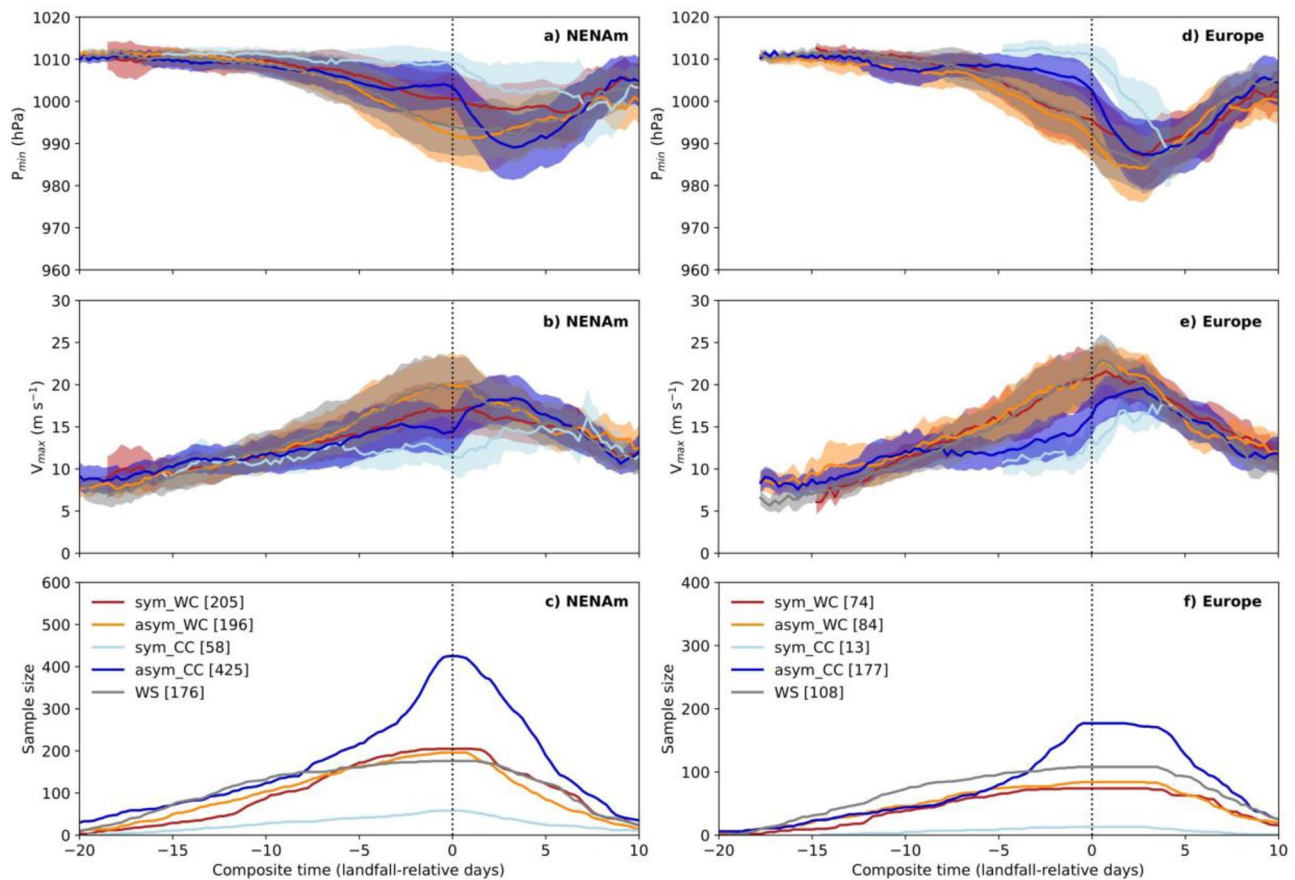 a) NENAm
P_min (hPa)
1020
1010
1000
990
980
970
960
d) Europe
P_min (hPa)
1020
1010
1000
990
980
970
960
b) NENAm
V_max (m s⁻¹)
30
25
20
15
10
5
0
e) Europe
V_max (m s⁻¹)
30
25
20
15
10
5
0
c) NENAm
Sample size
600
500
400
300
200
100
0
sym_WC [205]
asym_WC [196]
sym_CC [58]
asym_CC [425]
WS [176]
−20 −15 −10 −5 0 5 10
Composite time (landfall-relative days)
f) Europe
Sample size
400
300
200
100
0
sym_WC [74]
asym_WC [84]
sym_CC [13]
asym_CC [177]
WS [108]
−20 −15 −10 −5 0 5 10
Composite time (landfall-relative days)